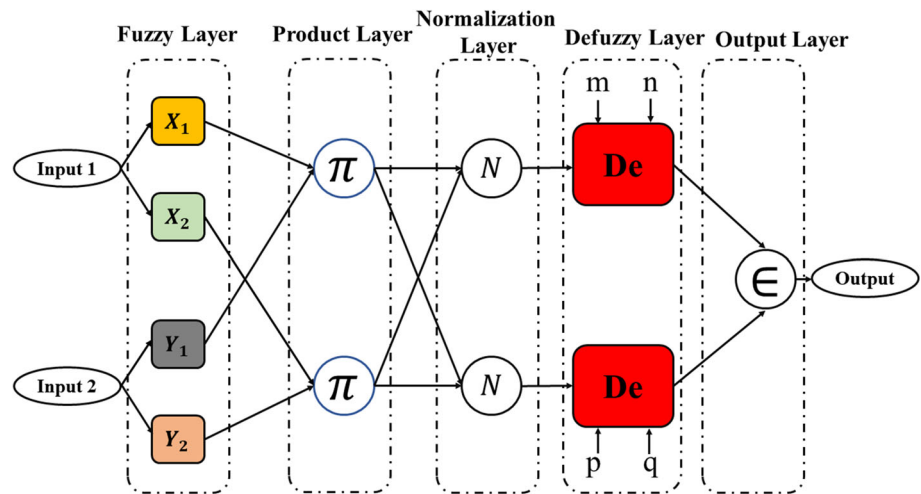 Fuzzy Layer
Product Layer
Normalization
Layer
Defuzzy Layer
Output Layer
m n
X₁
Input 1
π
N
De
X₂
∈
Output
Y₁
Input 2
π
N
De
Y₂
p q